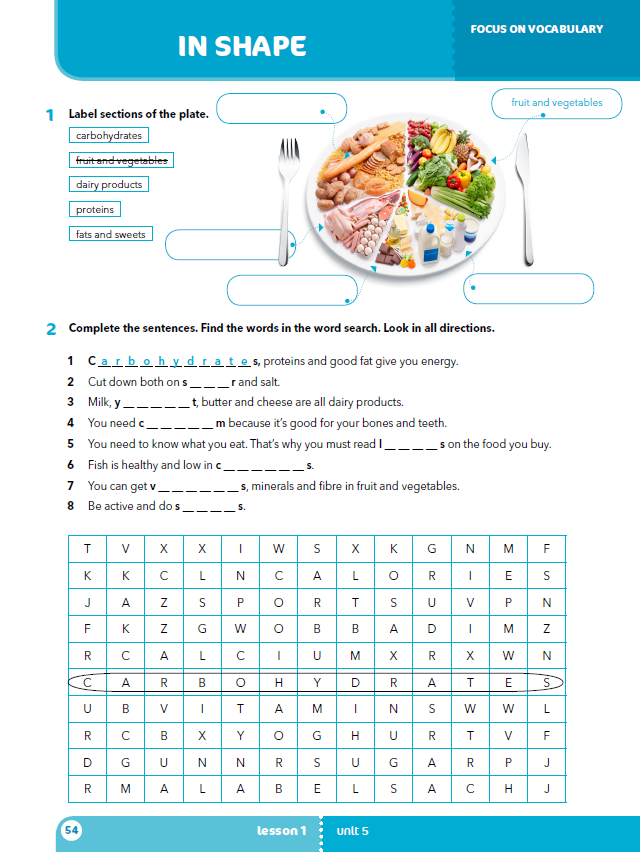 IN SHAPE
FOCUS ON VOCABULARY
1 Label sections of the plate.
carbohydrates
fruit and vegetables
dairy products
proteins
fats and sweets
fruit and vegetables
2 Complete the sentences. Find the words in the word search. Look in all directions.
1 C a r b o h y d r a t e s, proteins and good fat give you energy.
2 Cut down both on s _ _ _ r and salt.
3 Milk, y _ _ _ _ _ t, butter and cheese are all dairy products.
4 You need c _ _ _ _ _ m because it's good for your bones and teeth.
5 You need to know what you eat. That's why you must read l _ _ _ _ s on the food you buy.
6 Fish is healthy and low in c _ _ _ _ _ _ s.
7 You can get v _ _ _ _ _ _ s, minerals and fibre in fruit and vegetables.
8 Be active and do s _ _ _ _ s.
T V X X I W S X K G N M F
K K C L N C A L O R I E S
J A Z S P O R T S U V P N
F K Z G W O B B A D I M Z
R C A L C I U M X R X W N
C A R B O H Y D R A T E S
U B V I T A M I N S W W L
R C B X Y O G H U R T V F
D G U N N R S U G A R P J
R M A L A B E L S A C H J
54
lesson 1
unit 5